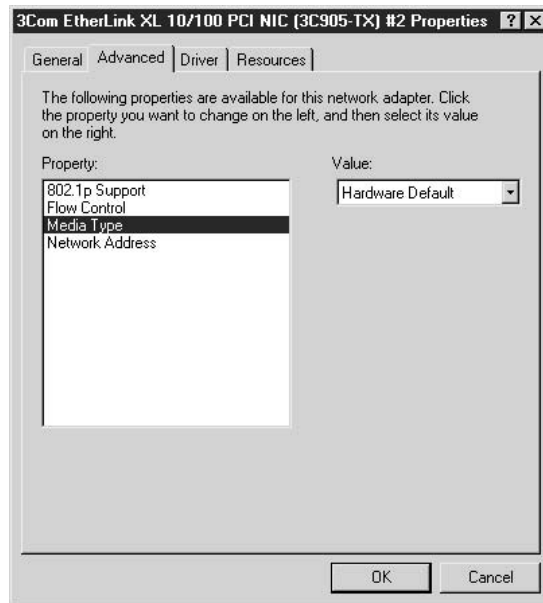 3Com EtherLink XL 10/100 PCI NIC (3C905-TX) #2 Properties ? X
General Advanced Driver Resources
The following properties are available for this network adapter. Click
the property you want to change on the left, and then select its value
on the right.
Property: Value:
802.1p Support Hardware Default
Flow Control
Media Type
Network Address
OK Cancel